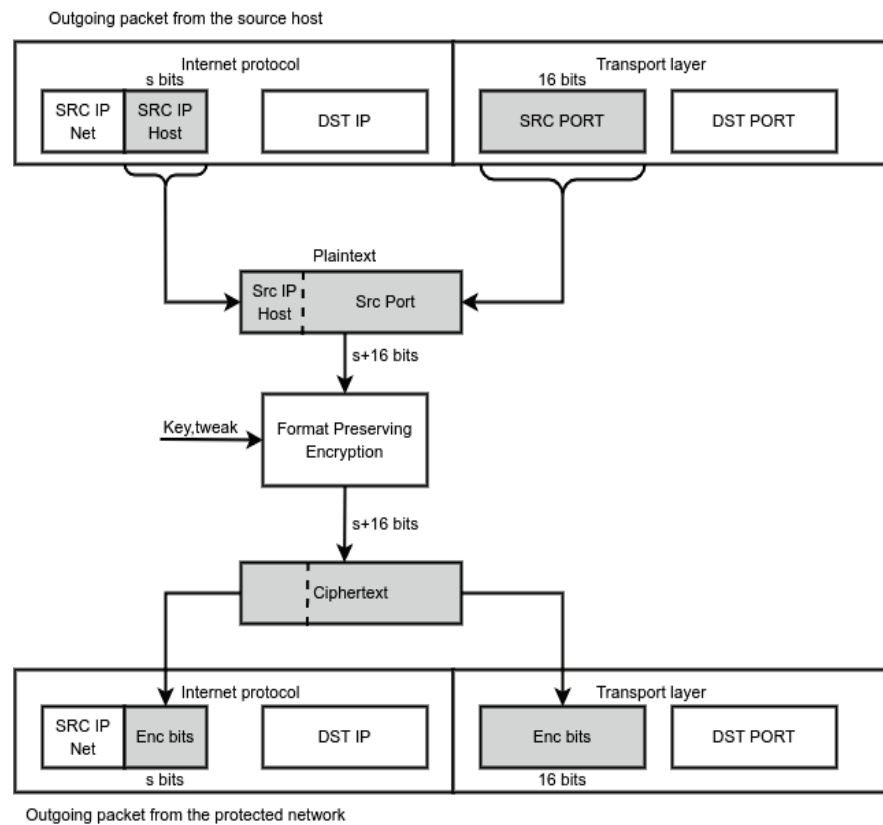 Outgoing packet from the source host
Internet protocol
Transport layer
s bits
16 bits
SRC IP
Net
SRC IP
Host
DST IP
SRC PORT
DST PORT
Plaintext
Src IP
Host
Src Port
s+16 bits
Key,tweak
Format Preserving
Encryption
s+16 bits
Ciphertext
Internet protocol
Transport layer
SRC IP
Net
Enc bits
DST IP
Enc bits
DST PORT
s bits
16 bits
Outgoing packet from the protected network